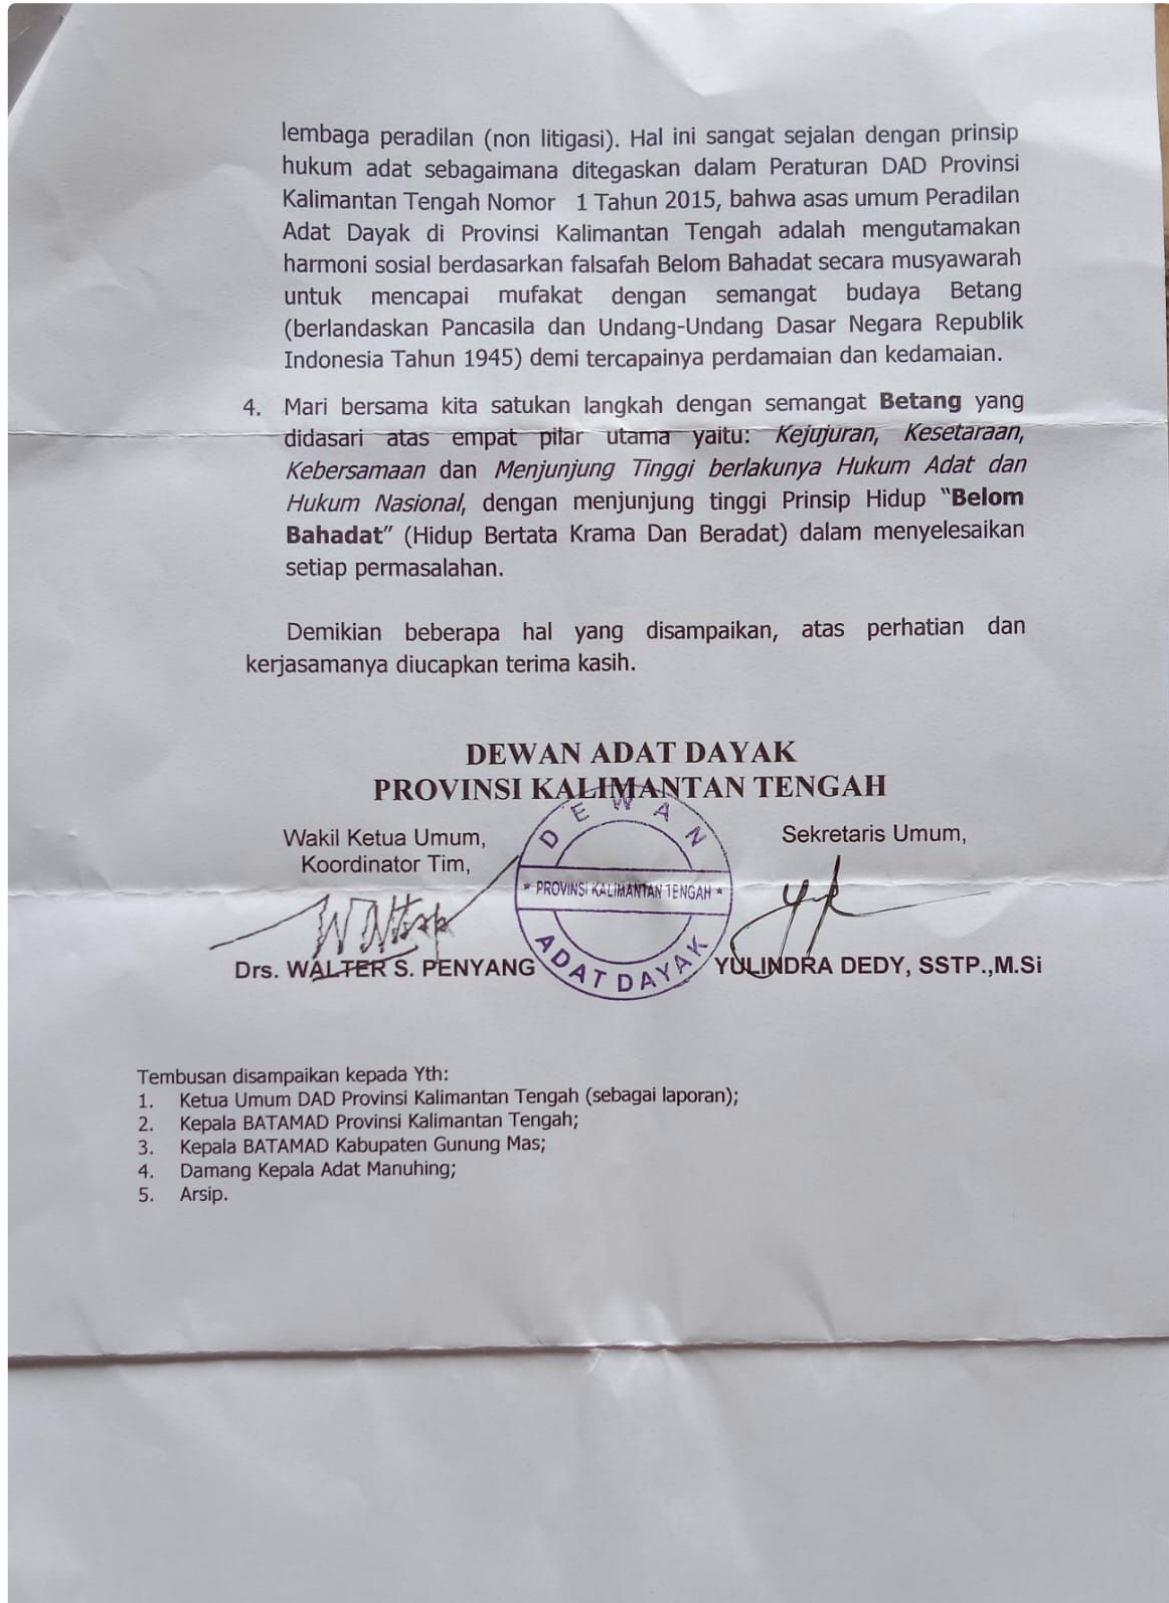 lembaga peradilan (non litigasi). Hal ini sangat sejalan dengan prinsip
hukum adat sebagaimana ditegaskan dalam Peraturan DAD Provinsi
Kalimantan Tengah Nomor 1 Tahun 2015, bahwa asas umum Peradilan
Adat Dayak di Provinsi Kalimantan Tengah adalah mengutamakan
harmoni sosial berdasarkan falsafah Belom Bahadat secara musyawarah
untuk mencapai mufakat dengan semangat budaya Betang
(berlandaskan Pancasila dan Undang-Undang Dasar Negara Republik
Indonesia Tahun 1945) demi tercapainya perdamaian dan kedamaian.
4. Mari bersama kita satukan langkah dengan semangat Betang yang
didasari atas empat pilar utama yaitu: Kejujuran, Kesetaraan,
Kebersamaan dan Menjunjung Tinggi berlakunya Hukum Adat dan
Hukum Nasional, dengan menjunjung tinggi Prinsip Hidup "Belom
Bahadat" (Hidup Bertata Krama Dan Beradat) dalam menyelesaikan
setiap permasalahan.
Demikian beberapa hal yang disampaikan, atas perhatian dan
kerjasamanya diucapkan terima kasih.
DEWAN ADAT DAYAK
PROVINSI KALIMANTAN TENGAH
Wakil Ketua Umum,
Koordinator Tim,
Sekretaris Umum,
DEWAN
* PROVINSI KALIMANTAN TENGAH *
ADAT DAYAK
Drs. WALTER S. PENYANG
YULINDRA DEDY, SSTP.,M.Si
Tembusan disampaikan kepada Yth:
1. Ketua Umum DAD Provinsi Kalimantan Tengah (sebagai laporan);
2. Kepala BATAMAD Provinsi Kalimantan Tengah;
3. Kepala BATAMAD Kabupaten Gunung Mas;
4. Damang Kepala Adat Manuhing;
5. Arsip.